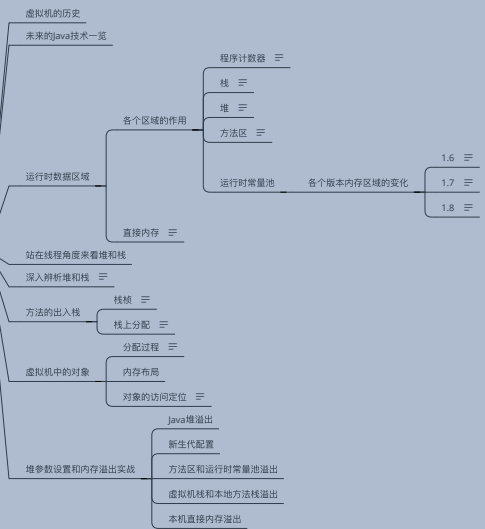 虚拟机的历史
未来的Java技术一览
运行时数据区域
各个区域的作用
程序计数器
栈
堆
方法区
运行时常量池
各个版本内存区域的变化
1.6
1.7
1.8
直接内存
站在线程角度来看堆和栈
深入辨析堆和栈
方法的出入栈
栈桢
栈上分配
虚拟机中的对象
分配过程
内存布局
对象的访问定位
堆参数设置和内存溢出实战
Java堆溢出
新生代配置
方法区和运行时常量池溢出
虚拟机栈和本地方法栈溢出
本机直接内存溢出